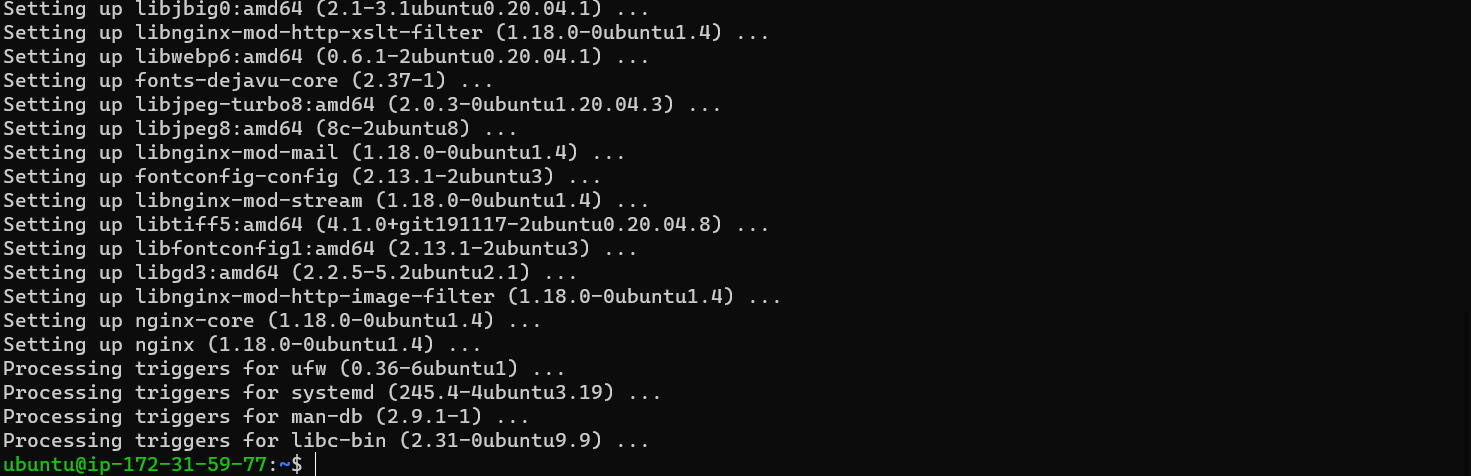 Setting up libjbig0:amd64 (2.1-3.1ubuntu0.20.04.1) ...
Setting up libnginx-mod-http-xslt-filter (1.18.0-0ubuntu1.4) ...
Setting up libwebp6:amd64 (0.6.1-2ubuntu0.20.04.1) ...
Setting up fonts-dejavu-core (2.37-1) ...
Setting up libjpeg-turbo8:amd64 (2.0.3-0ubuntu1.20.04.3) ...
Setting up libjpeg8:amd64 (8c-2ubuntu8) ...
Setting up libnginx-mod-mail (1.18.0-0ubuntu1.4) ...
Setting up fontconfig-config (2.13.1-2ubuntu3) ...
Setting up libnginx-mod-stream (1.18.0-0ubuntu1.4) ...
Setting up libtiff5:amd64 (4.1.0+git191117-2ubuntu0.20.04.8) ...
Setting up libfontconfig1:amd64 (2.13.1-2ubuntu3) ...
Setting up libgd3:amd64 (2.2.5-5.2ubuntu2.1) ...
Setting up libnginx-mod-http-image-filter (1.18.0-0ubuntu1.4) ...
Setting up nginx-core (1.18.0-0ubuntu1.4) ...
Setting up nginx (1.18.0-0ubuntu1.4) ...
Processing triggers for ufw (0.36-6ubuntu1) ...
Processing triggers for systemd (245.4-4ubuntu3.19) ...
Processing triggers for man-db (2.9.1-1) ...
Processing triggers for libc-bin (2.31-0ubuntu9.9) ...
ubuntu@ip-172-31-59-77:~$